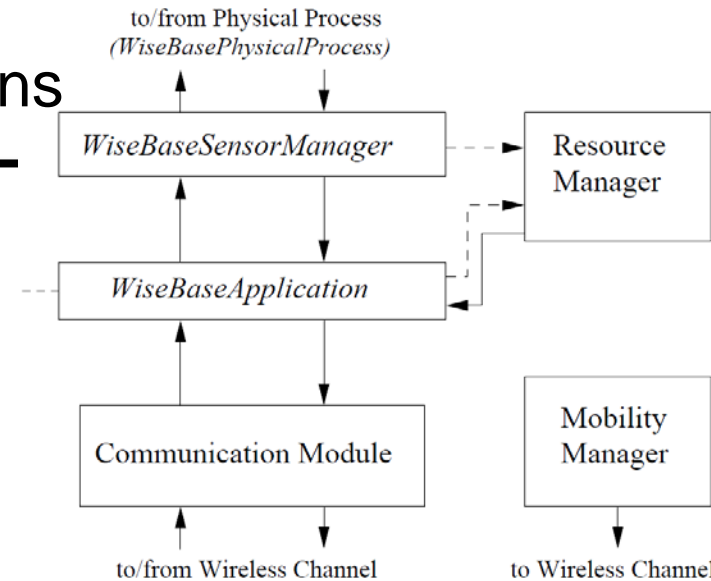 to/from Physical Process
(WiseBasePhysicalProcess)
ns
WiseBaseSensorManager
Resource
Manager
WiseBaseApplication
Communication Module
Mobility
Manager
to/from Wireless Channel
to Wireless Channel